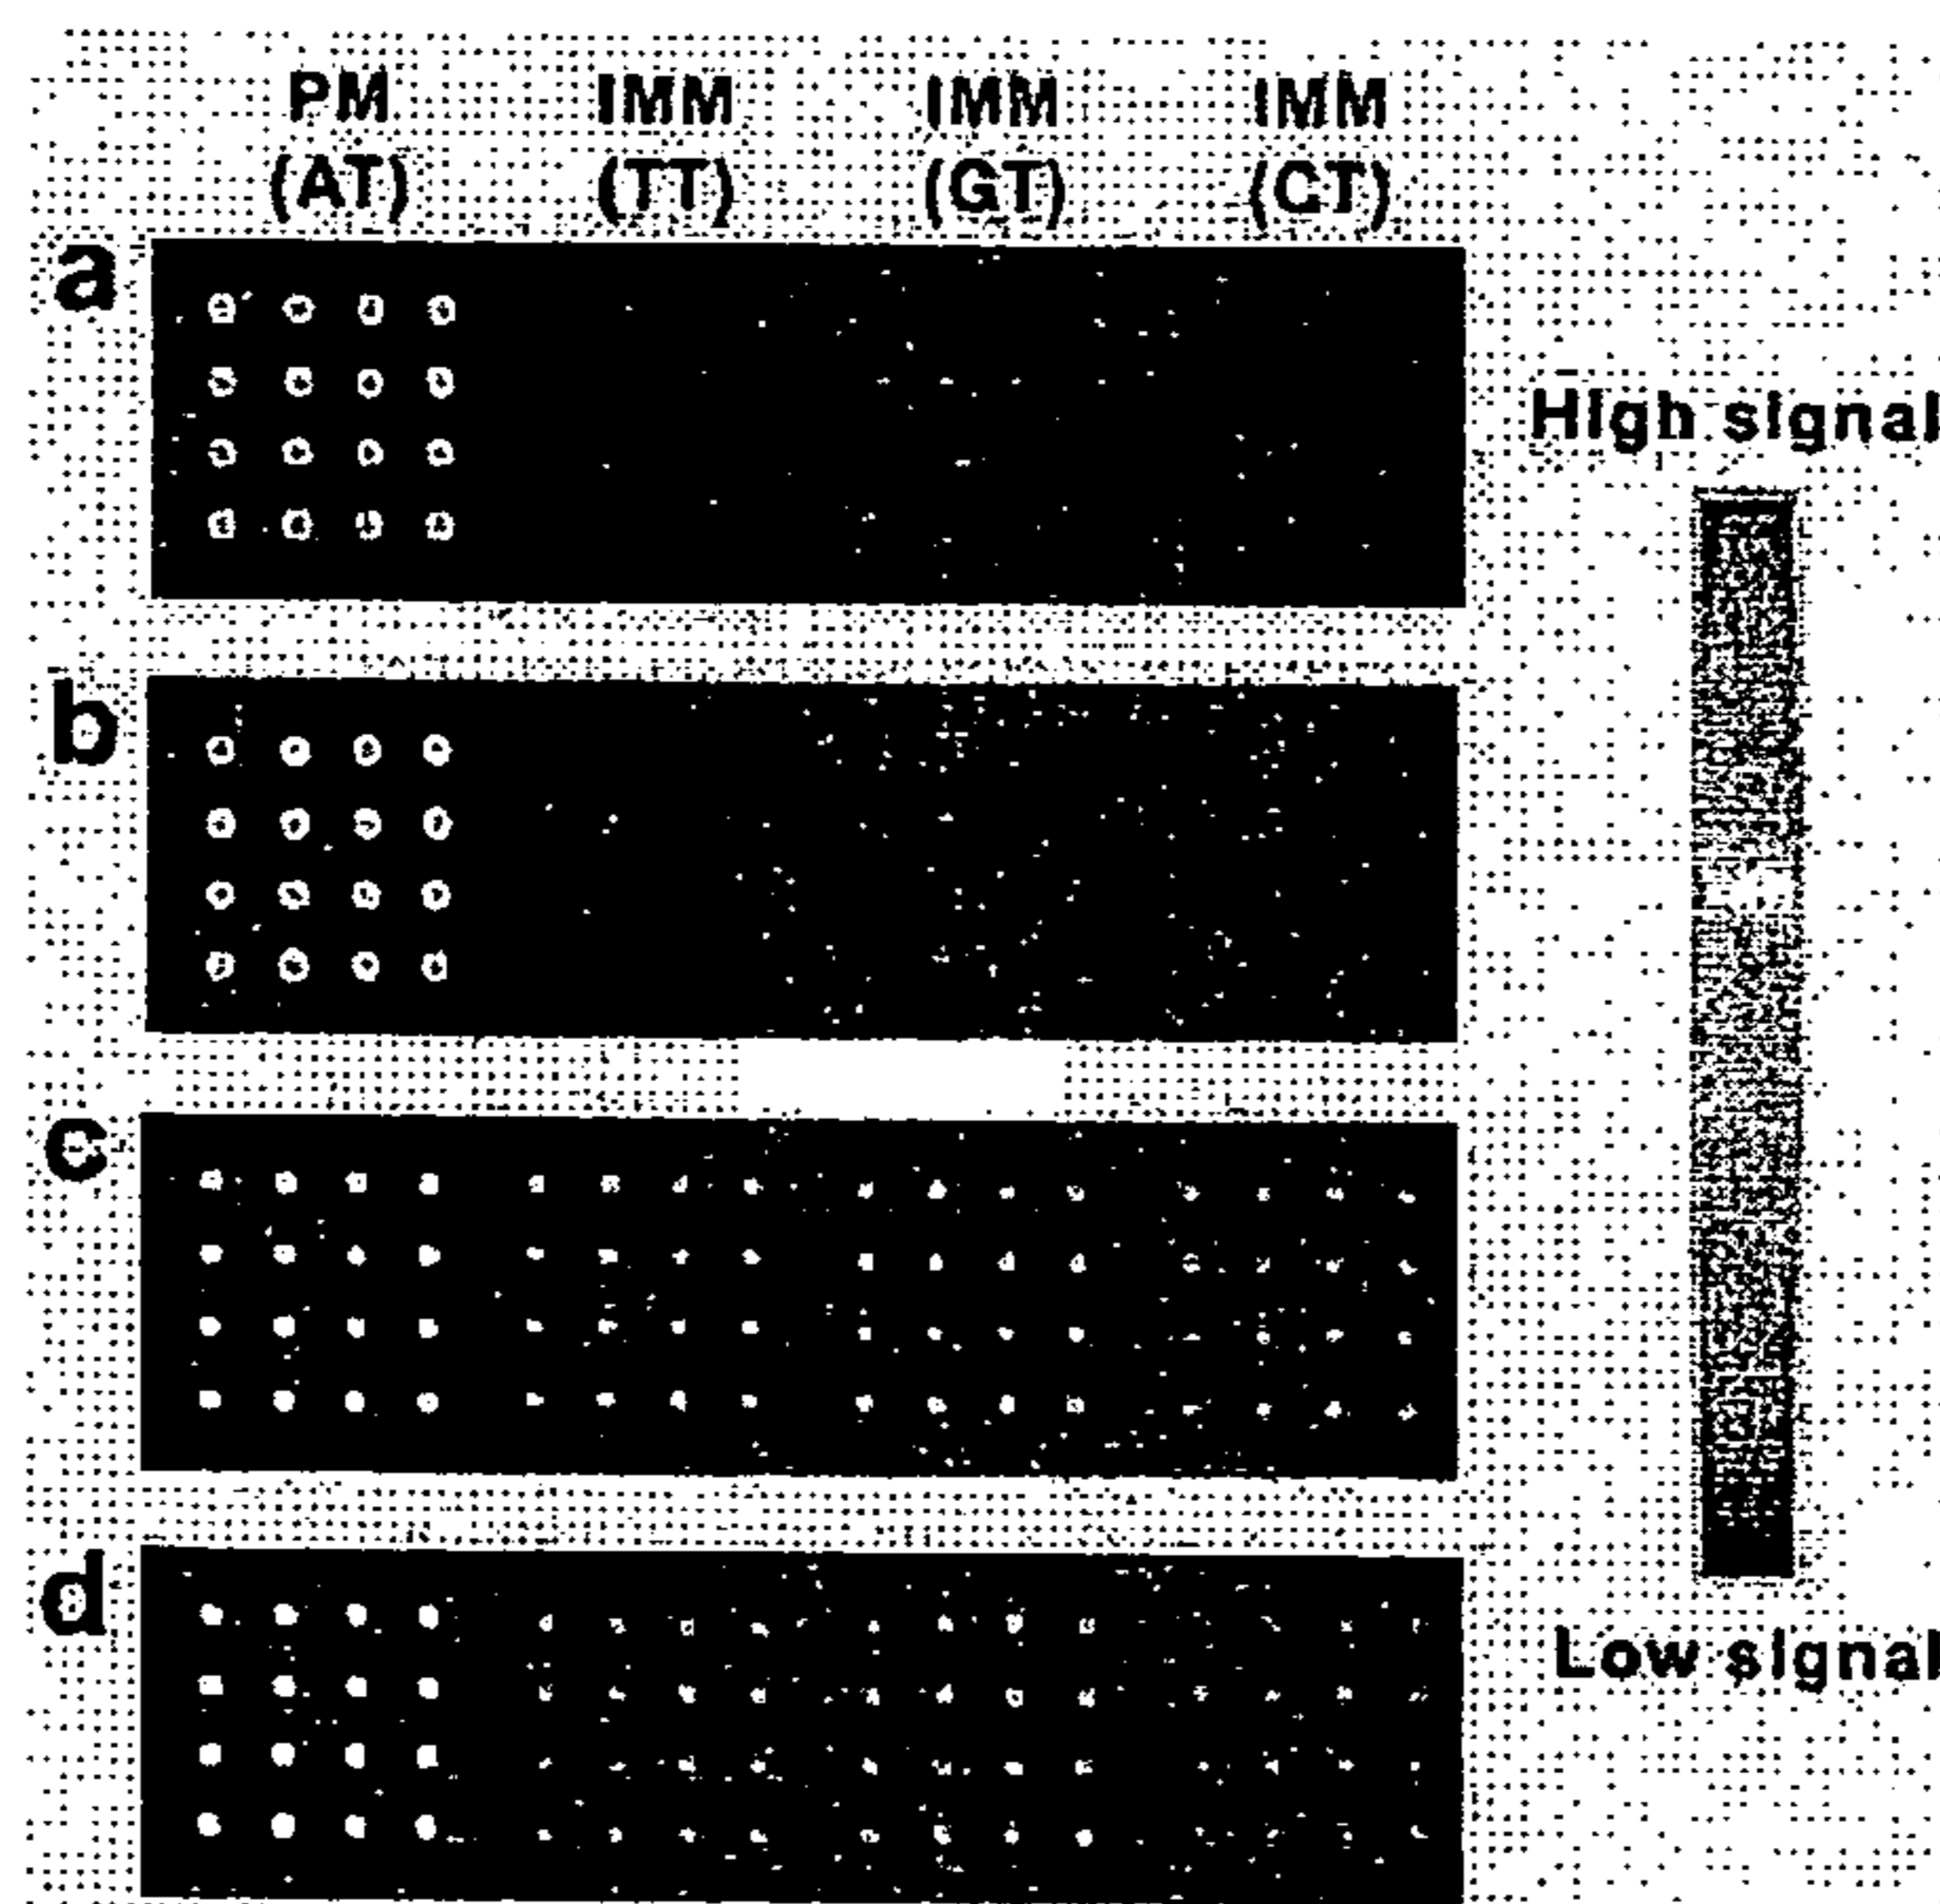 PM IMM IMM IMM
(AT) (TT) (GT) (CT)
a
High signal
b
c
d
Low signal